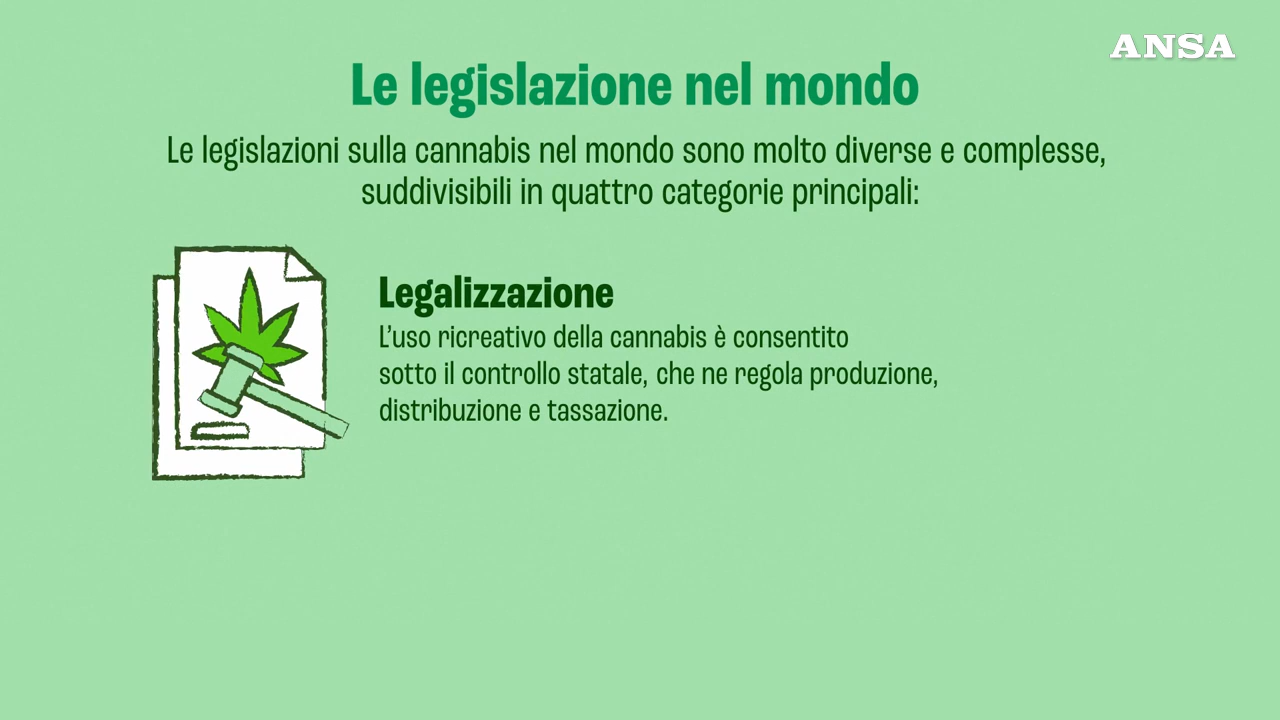 ANSA
Le legislazione nel mondo
Le legislazioni sulla cannabis nel mondo sono molto diverse e complesse,
suddivisibili in quattro categorie principali:
Legalizzazione
L’uso ricreativo della cannabis è consentito
sotto il controllo statale, che ne regola produzione,
distribuzione e tassazione.